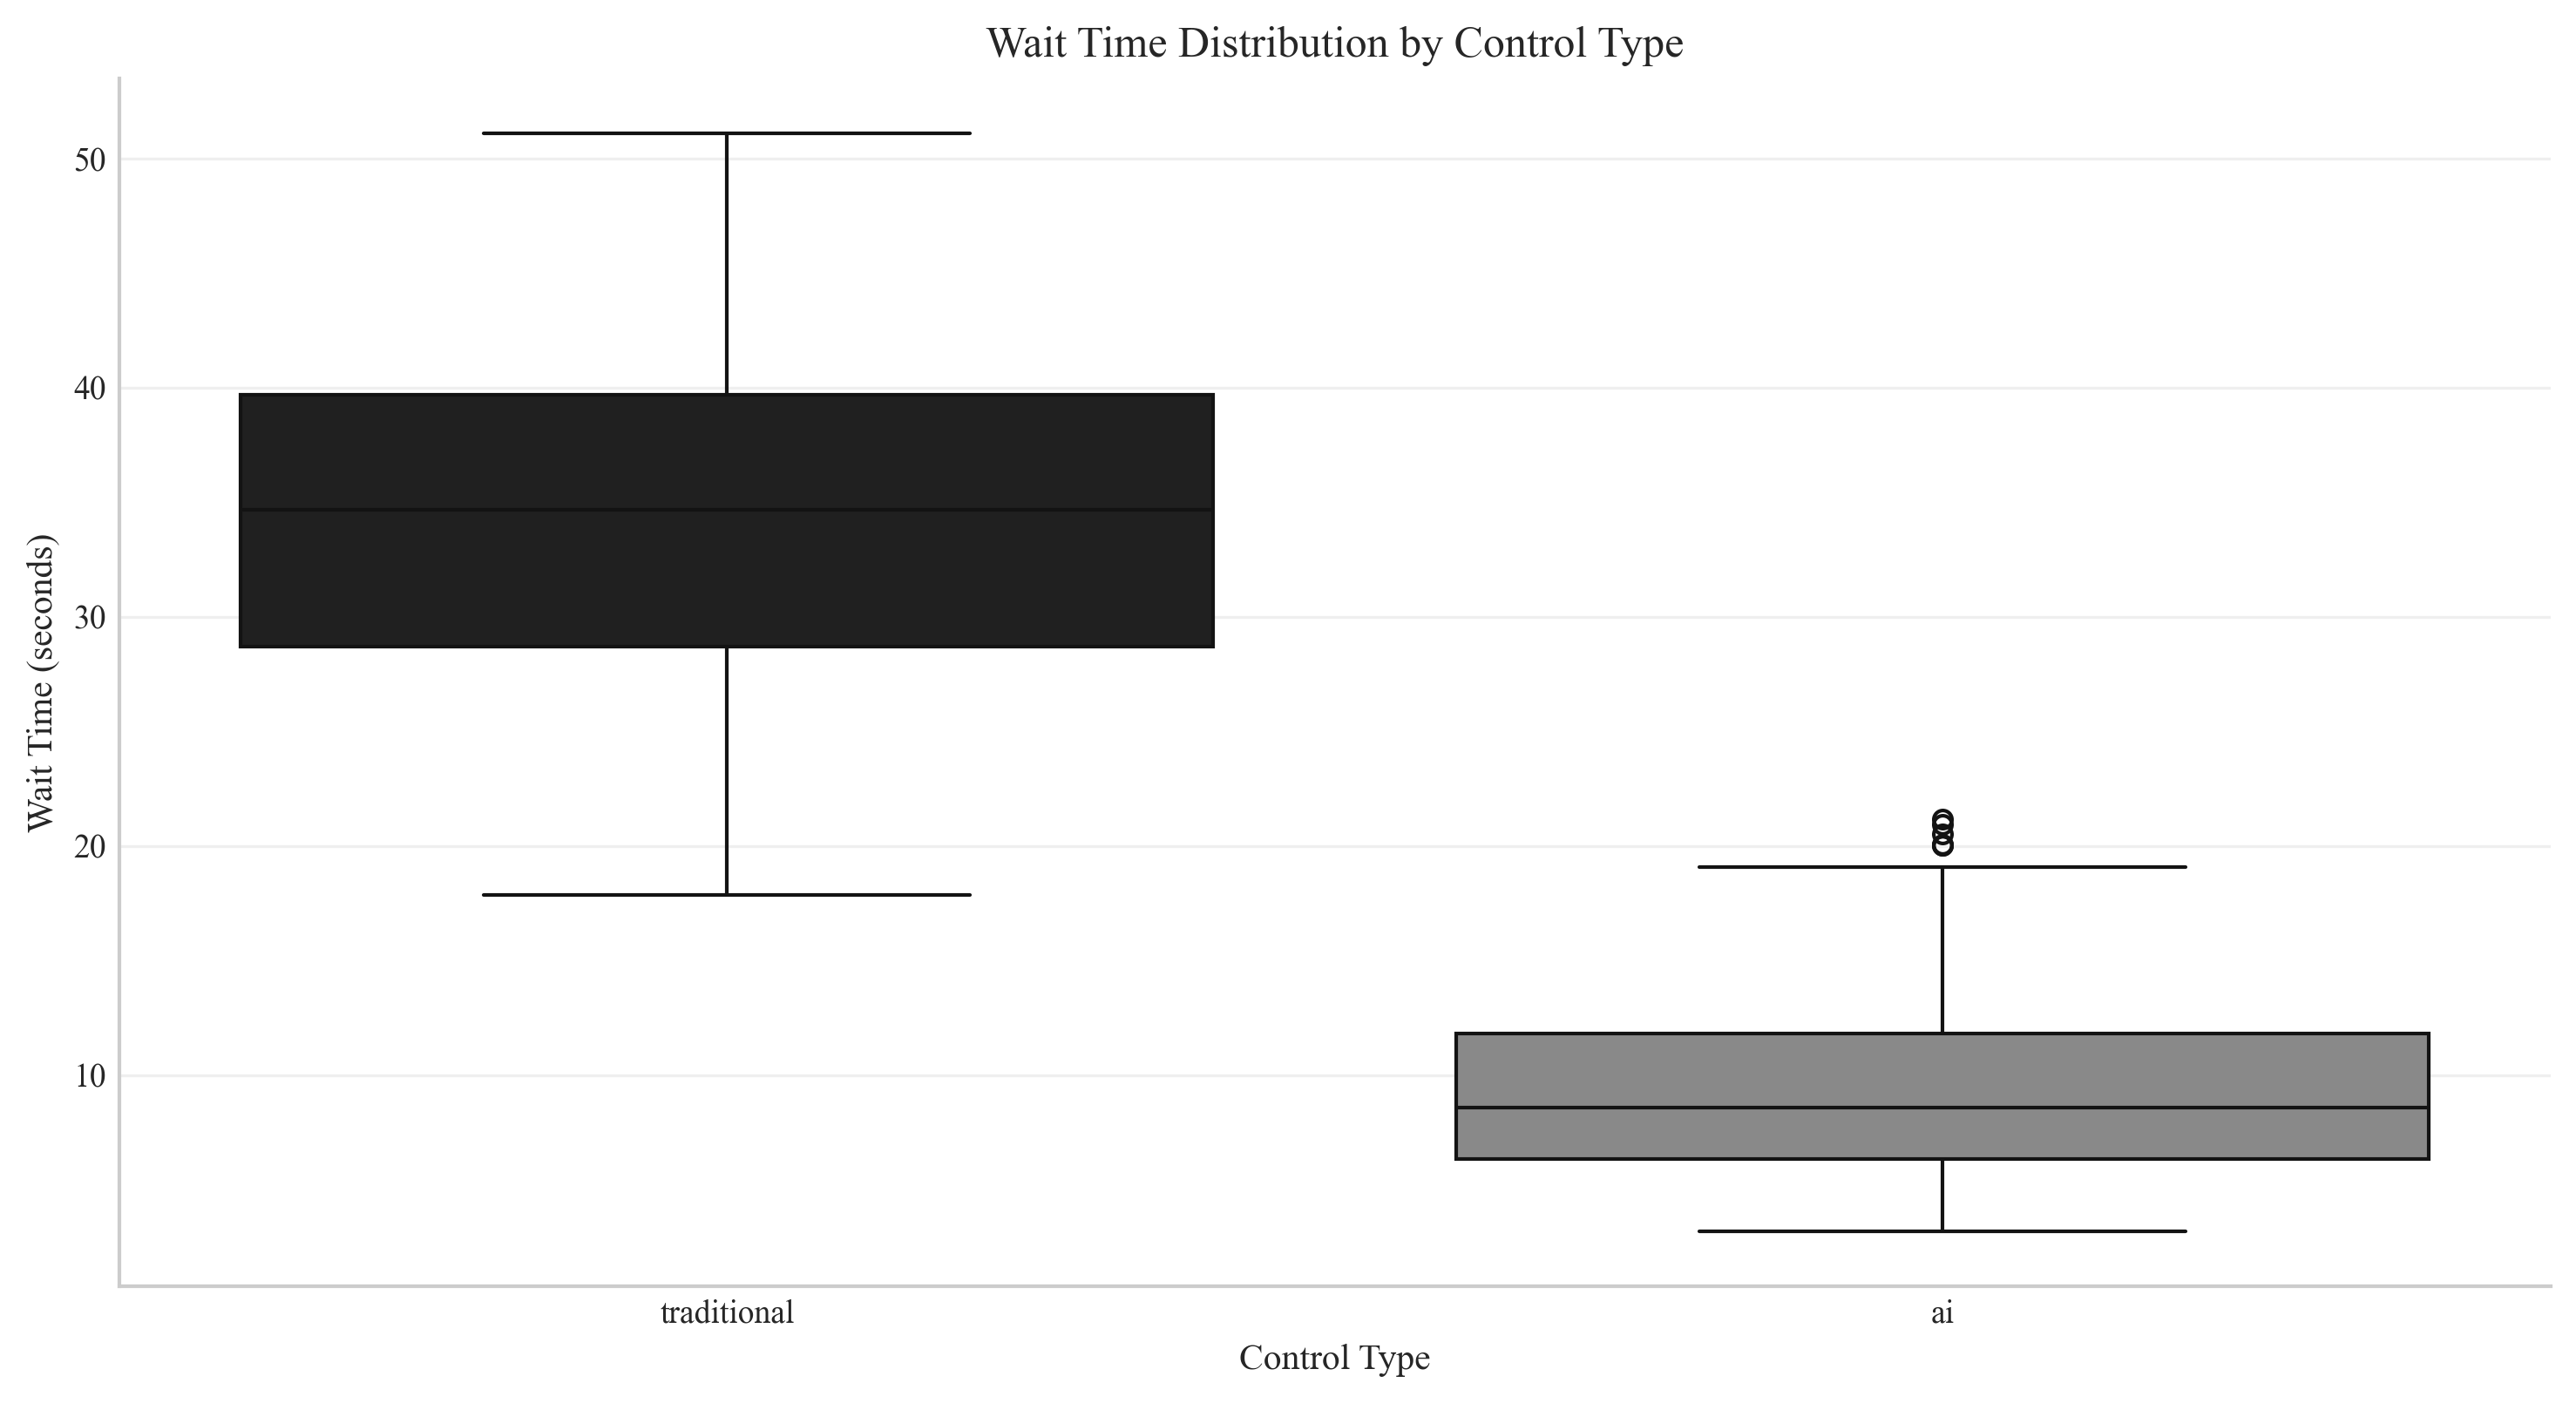 Wait Time Distribution by Control Type
Wait Time (seconds)
50
40
30
20
10
traditional
ai
Control Type